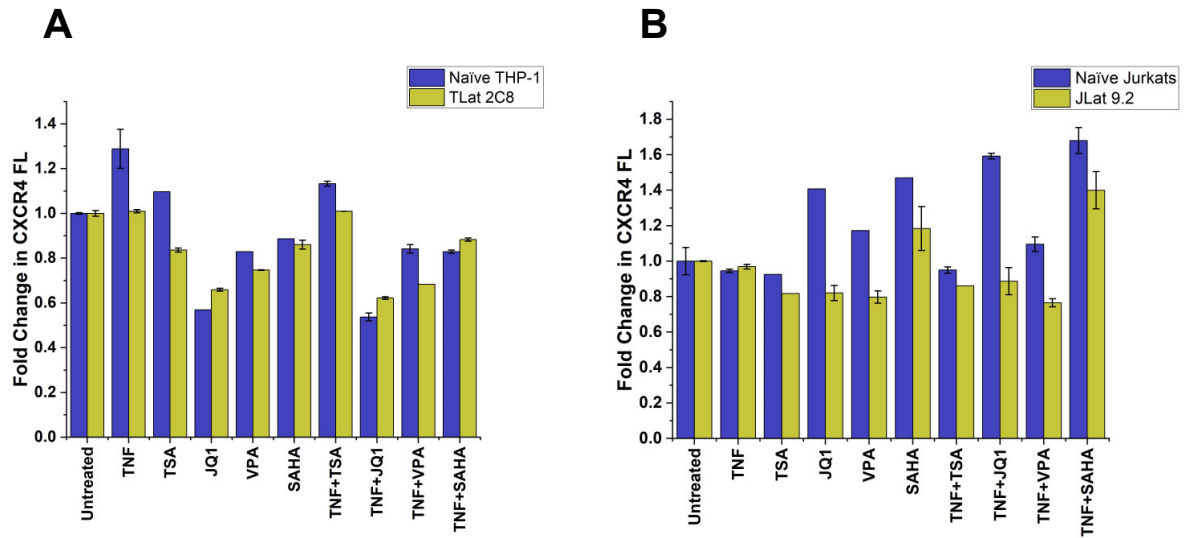 A
Naïve THP-1
TLat 2C8
Fold Change in CXCR4 FL
1.4
1.2
1.0
0.8
0.6
0.4
0.2
0.0
Untreated
TNF
TSA
JQ1
VPA
SAHA
TNF+TSA
TNF+JQ1
TNF+VPA
TNF+SAHA
B
Naïve Jurkats
JLat 9.2
Fold Change in CXCR4 FL
1.8
1.6
1.4
1.2
1.0
0.8
0.6
0.4
0.2
0.0
Untreated
TNF
TSA
JQ1
VPA
SAHA
TNF+TSA
TNF+JQ1
TNF+VPA
TNF+SAHA